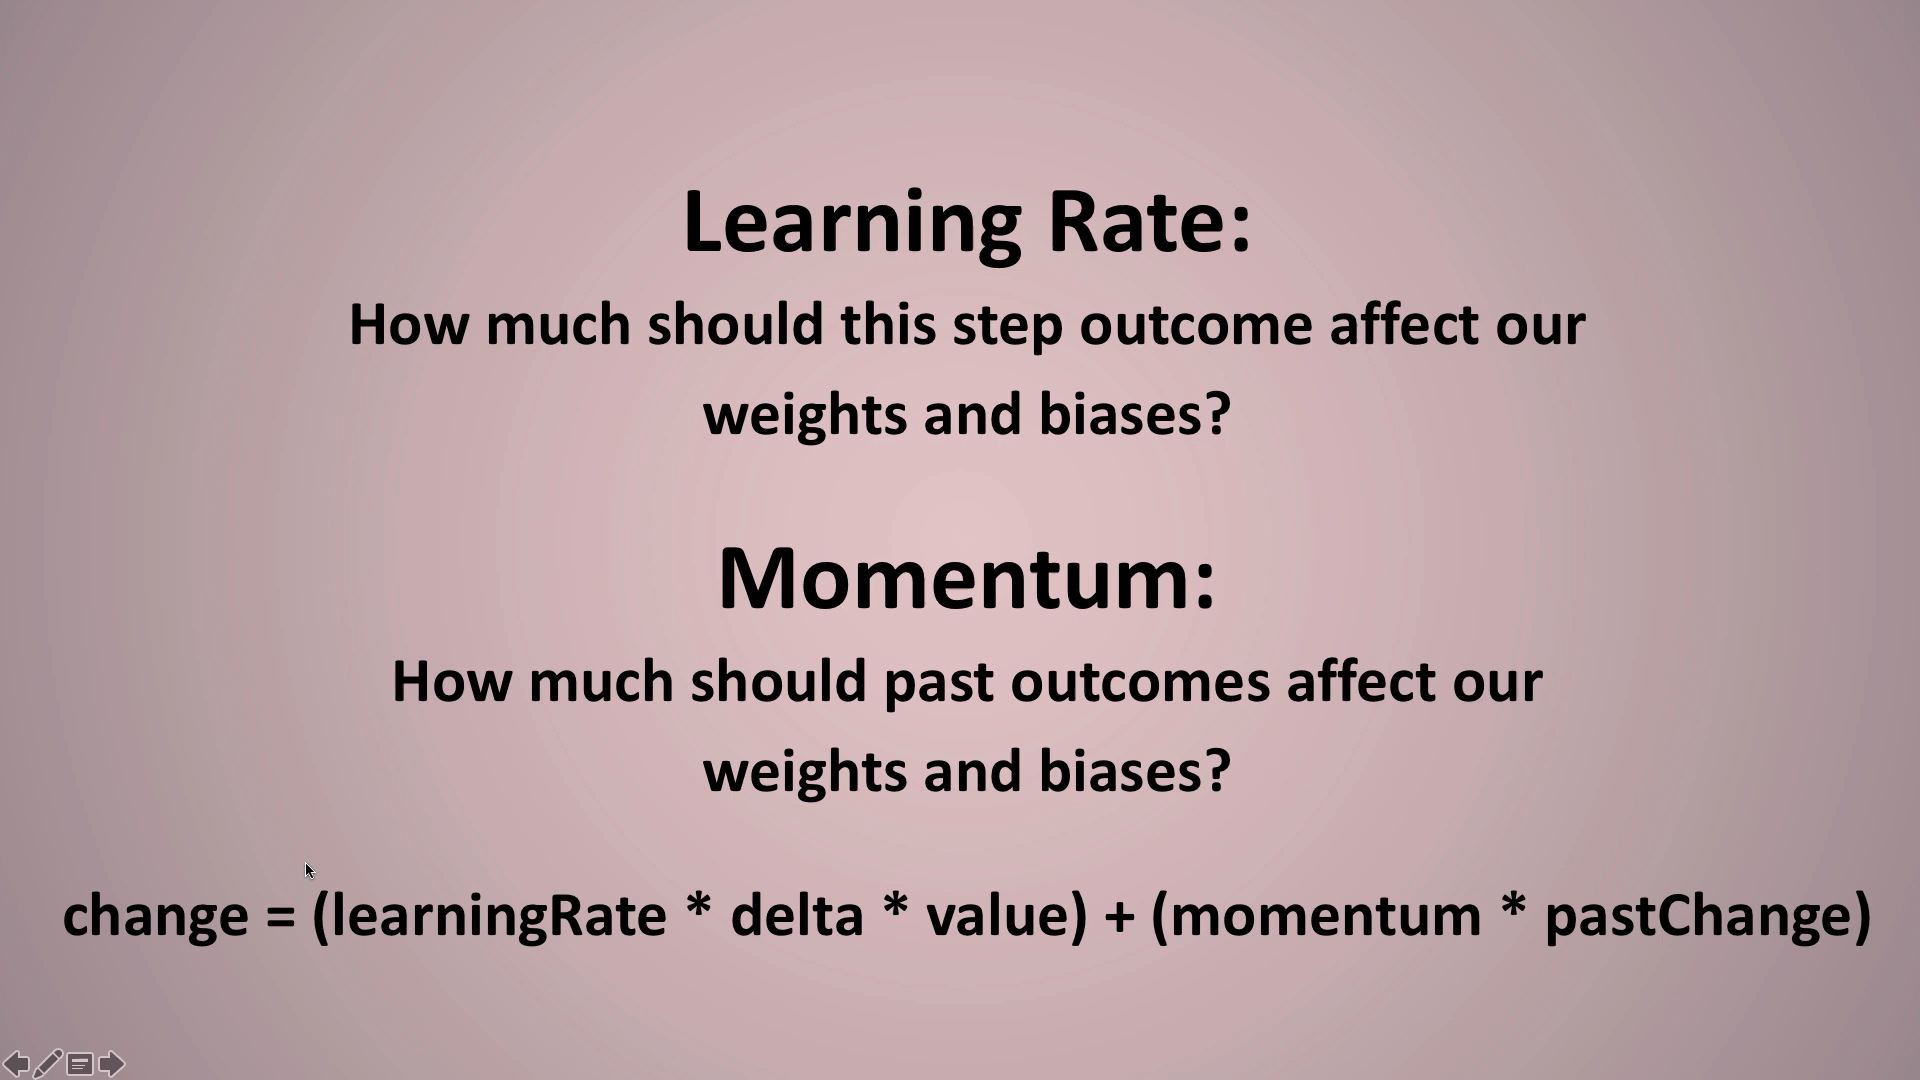 Learning Rate:
How much should this step outcome affect our
weights and biases?
Momentum:
How much should past outcomes affect our
weights and biases?
change = (learningRate * delta * value) + (momentum * pastChange)